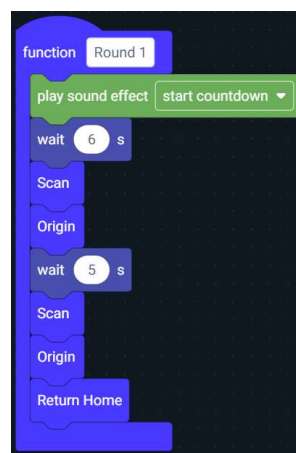 function Round 1
play sound effect start countdown
wait 6 s
Scan
Origin
wait 5 s
Scan
Origin
Return Home